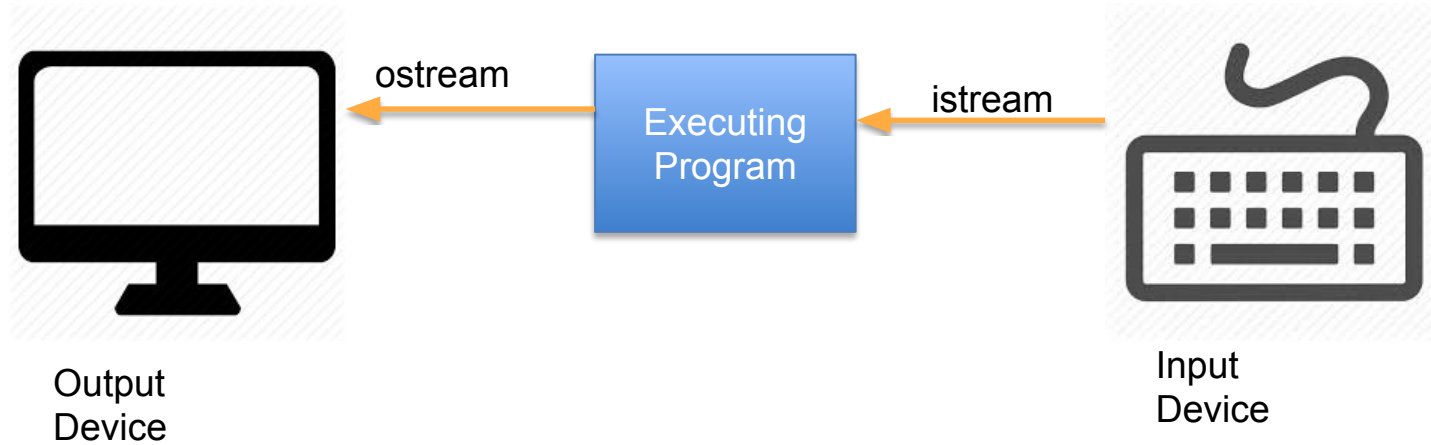 ostream
Executing
Program
istream
Output
Device
Input
Device